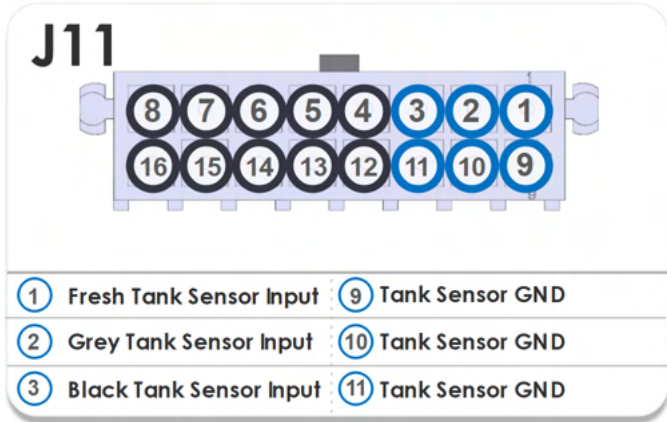 J11
8 7 6 5 4 3 2 1
16 15 14 13 12 11 10 9
1 Fresh Tank Sensor Input 9 Tank Sensor GND
2 Grey Tank Sensor Input 10 Tank Sensor GND
3 Black Tank Sensor Input 11 Tank Sensor GND